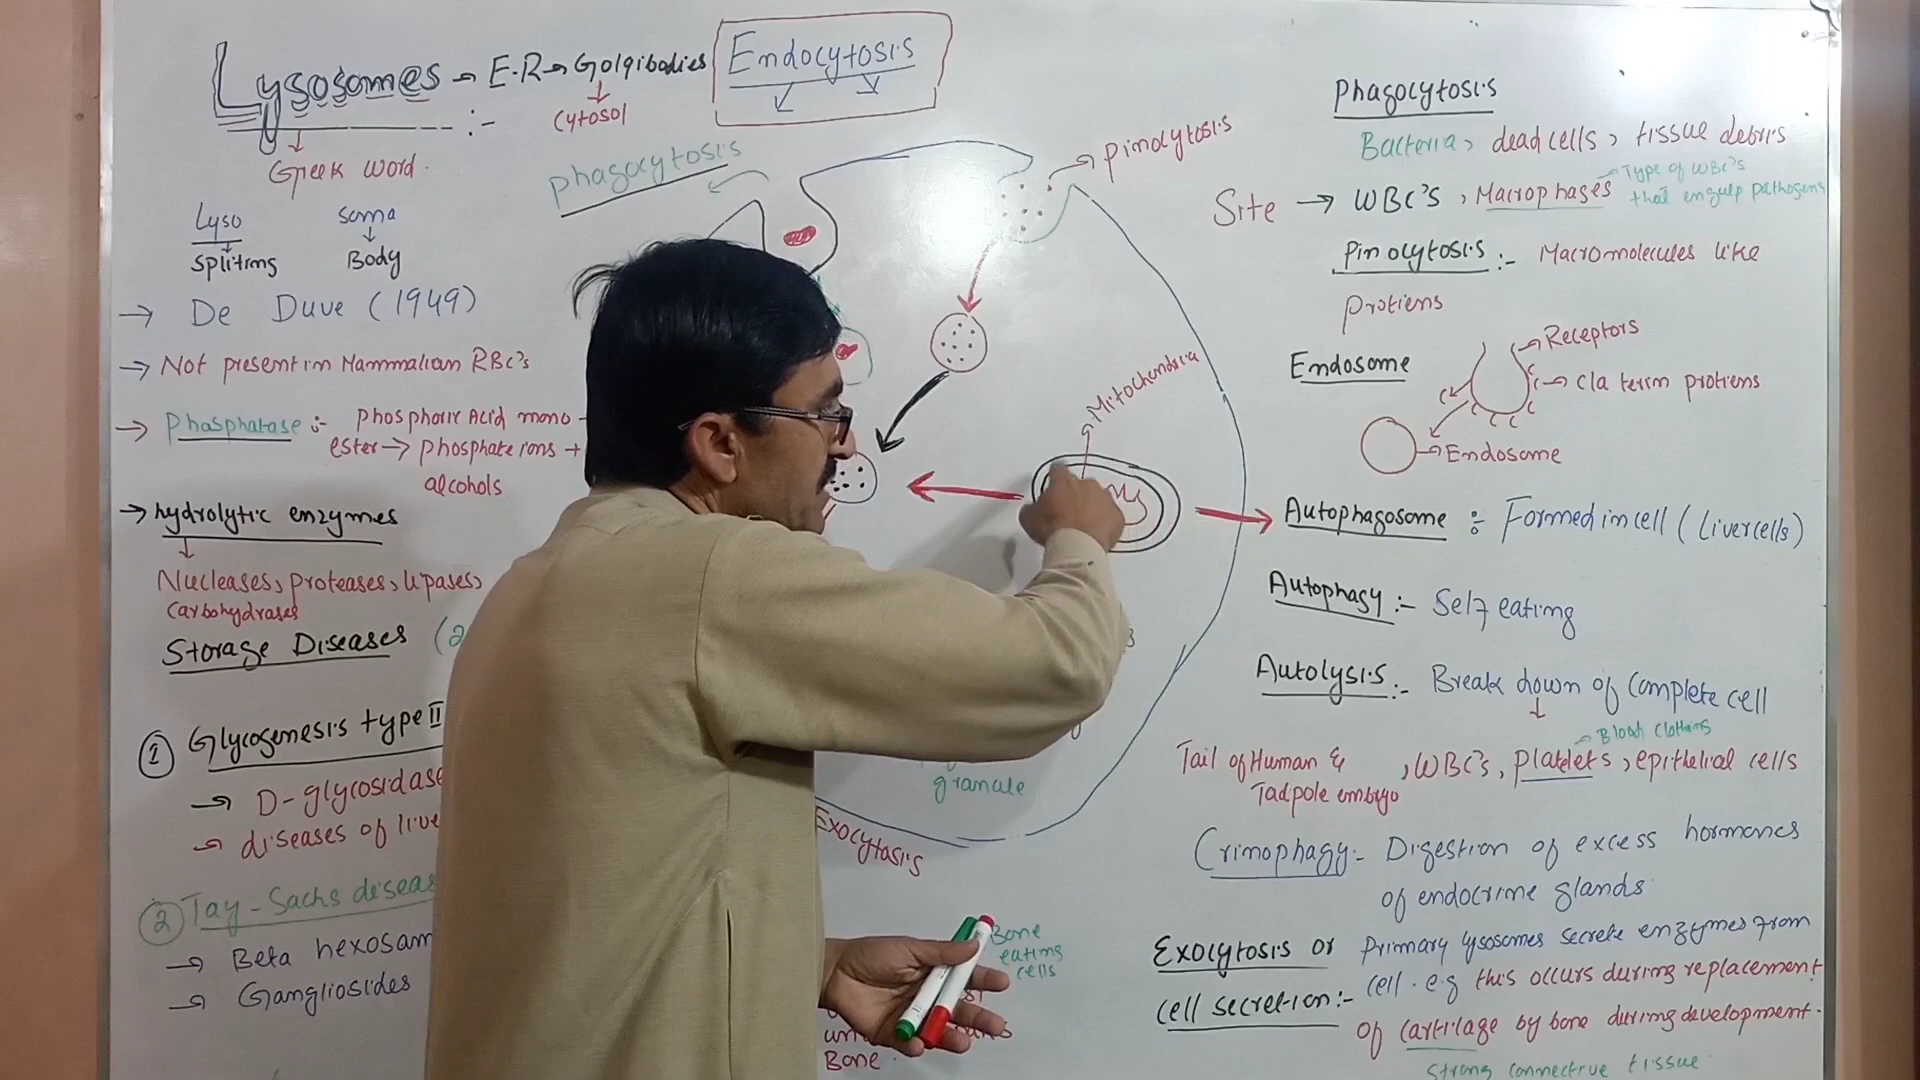 Lysosomes → E.R → Golgibodies
Endocytosis
Cytosol
:-
Greek word.
Lyso
Soma
Splitting
Body
→ De Duve (1949)
→ Not present in Mammalian RBC's
→ Phosphatase :- phosphoric Acid mono -
ester → phosphate ions +
alcohols
→ hydrolytic enzymes
Nucleases, proteases, lipases,
Carbohydrases
Storage Diseases (2
① Glycogenesis type II
→ D-glycosidase
→ diseases of live
② Tay-Sachs diseas
→ Beta hexosam
→ Gangliosides
phagocytosis
→ pinocytosis
Mitochondria
granule
Exocytosis
Bone
eating
cells
Bone
Phagocytosis
Bacteria, dead cells, tissue debris
Site → WBC's, Macrophages → Type of WBC's
that engulp pathogens
Pinocytosis :- Macromolecules like
protiens
Endosome
→ Receptors
→ cla terin protiens
→ Endosome
Autophagosome :- Formed in cell (Liver cells)
Autophagy :- Self eating
Autolysis :- Break down of Complete cell
→ Blood Clotting
Tail of Human & , WBC's, platelets, epithelial cells
Tadpole embryo
Crinophagy - Digestion of excess hormones
of endocrine glands
Exocytosis or primary lysosomes secrete enzymes from
cell secretion :- cell. e.g this occurs during replacement
of cartilage by bone during development.
Strong connective tissue